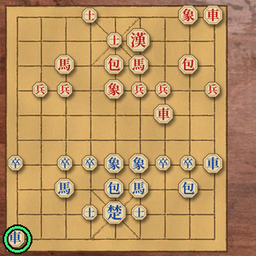 士 象 車
士 漢
馬 包 馬 包
兵 兵 象 兵 兵 兵
車
卒 卒 卒 象 象 卒 卒 車
馬 包 馬 包
士 楚 士
車